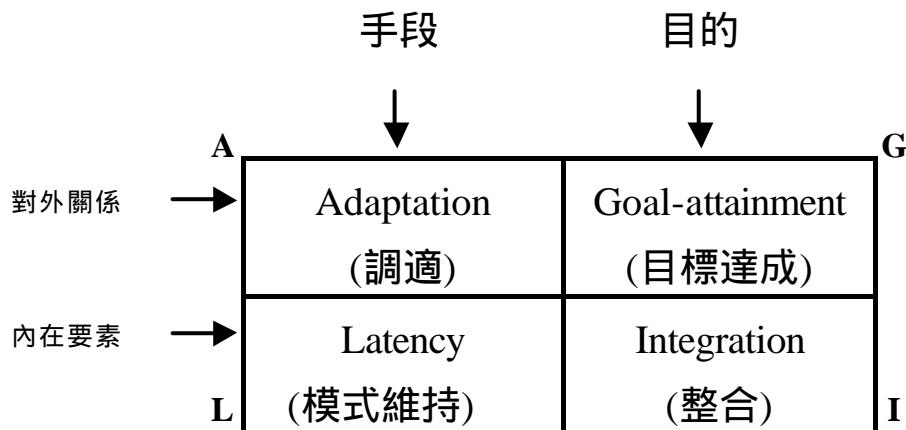 手段 目的
A G
對外關係 Adaptation Goal-attainment
(調適) (目標達成)
內在要素 Latency Integration
L (模式維持) (整合) I